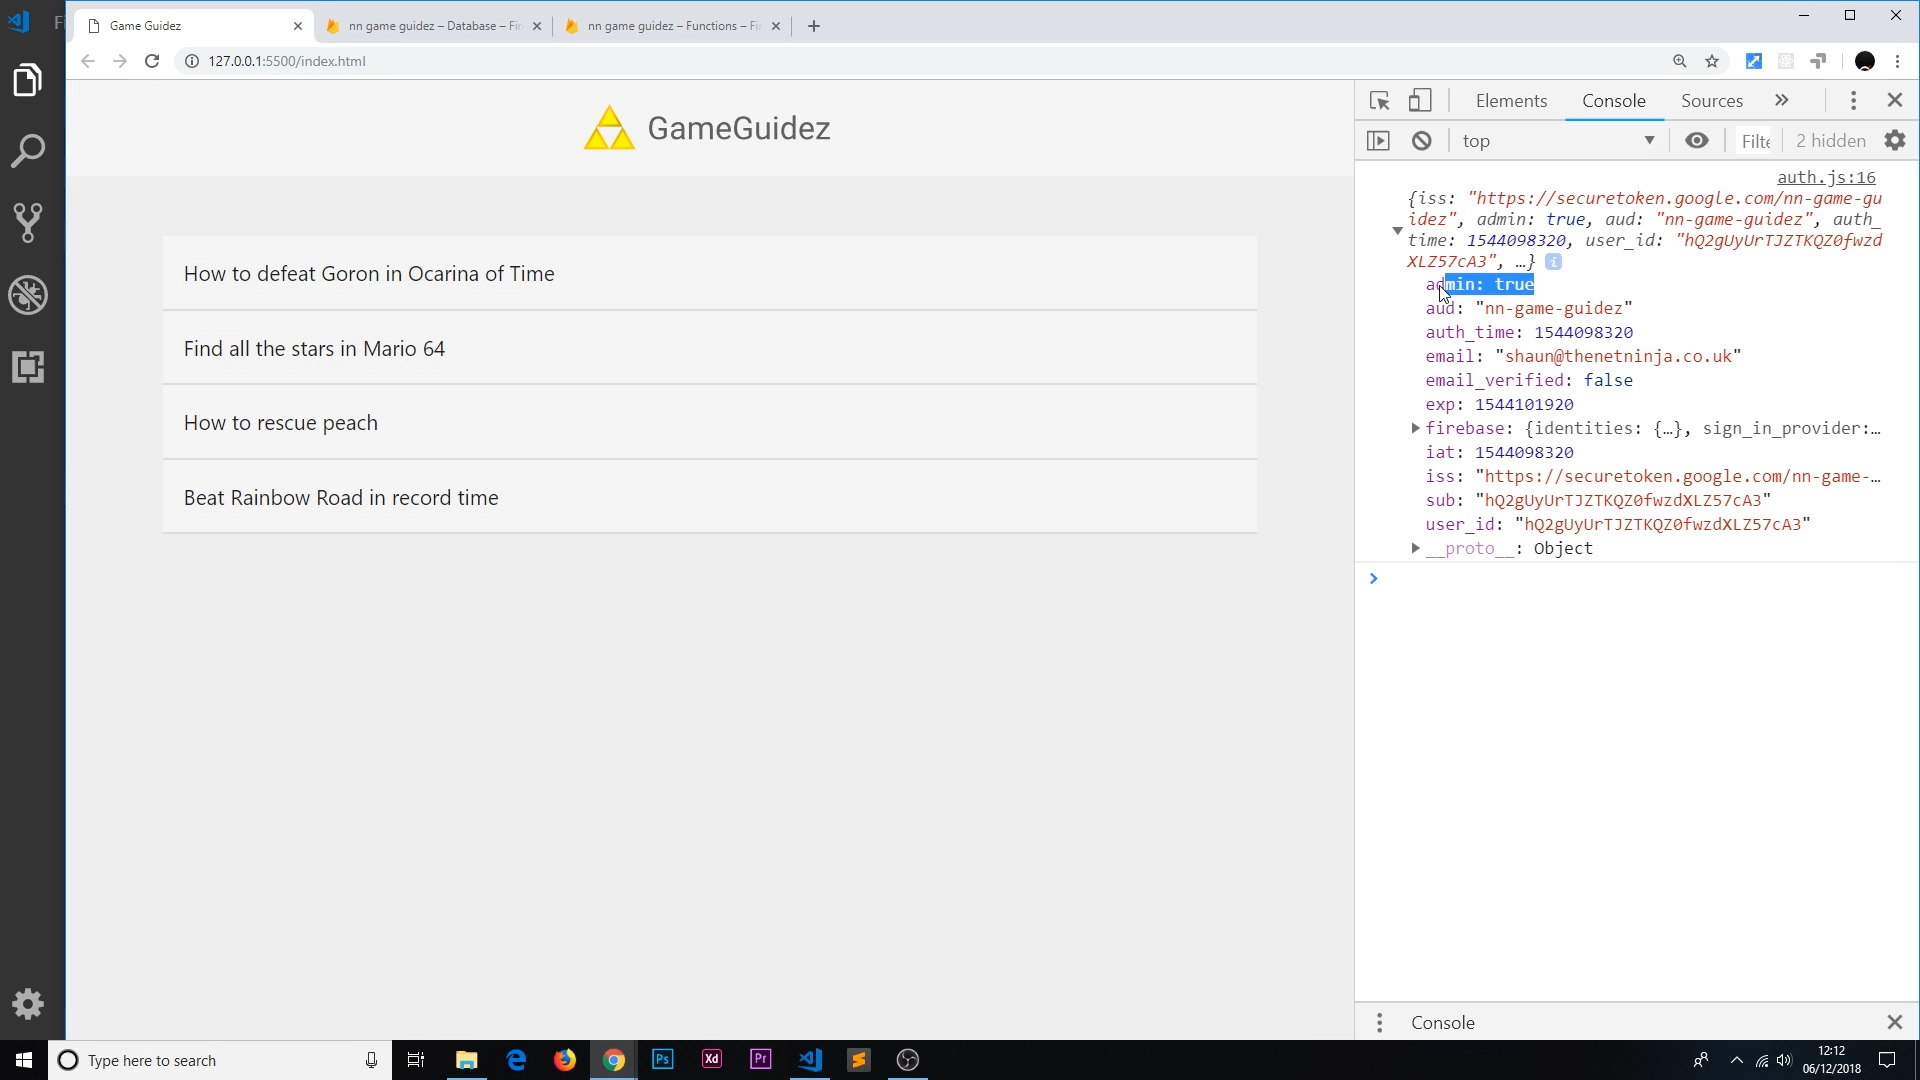 Fi
Game Guidez
nn game guidez – Database – Fir
nn game guidez – Functions – Fi
127.0.0.1:5500/index.html
Elements
Console
Sources
top
Filte
2 hidden
GameGuidez
How to defeat Goron in Ocarina of Time
Find all the stars in Mario 64
How to rescue peach
Beat Rainbow Road in record time
auth.js:16
{iss: "https://securetoken.google.com/nn-game-gu
idez", admin: true, aud: "nn-game-guidez", auth_
time: 1544098320, user_id: "hQ2gUyUrTJZTKQZ0fwzd
XLZ57cA3", …}
admin: true
aud: "nn-game-guidez"
auth_time: 1544098320
email: "shaun@thenetninja.co.uk"
email_verified: false
exp: 1544101920
firebase: {identities: {…}, sign_in_provider:…
iat: 1544098320
iss: "https://securetoken.google.com/nn-game-…
sub: "hQ2gUyUrTJZTKQZ0fwzdXLZ57cA3"
user_id: "hQ2gUyUrTJZTKQZ0fwzdXLZ57cA3"
__proto__: Object
Console
Type here to search
Ps
Xd
Pr
12:12
06/12/2018